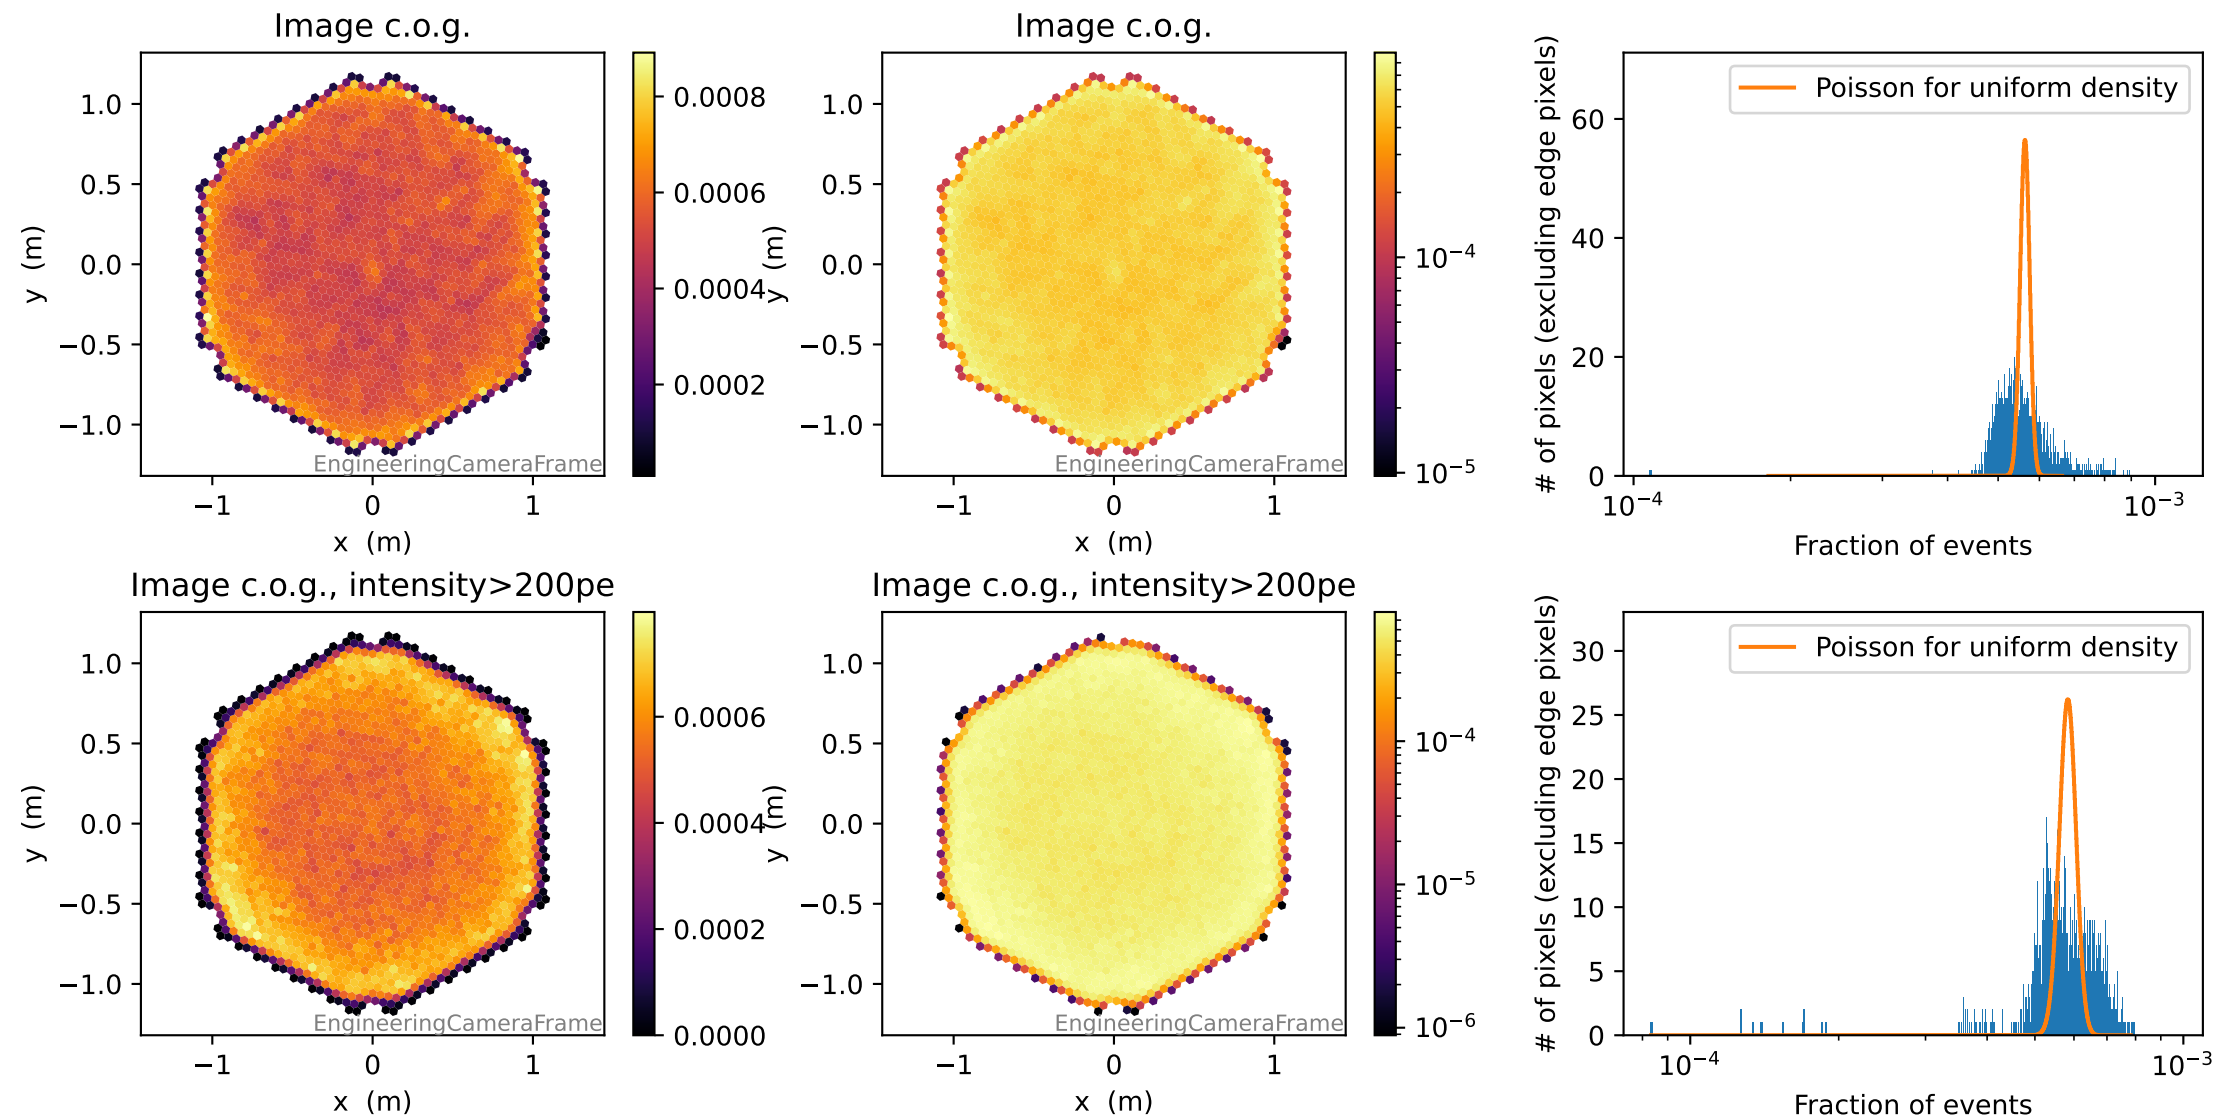 Image c.o.g.
y (m)
1.0
0.5
0.0
−0.5
−1.0
−1
0
1
x (m)
EngineeringCameraFrame
0.0008
0.0006
0.0004
0.0002
Image c.o.g.
y (m)
1.0
0.5
0.0
−0.5
−1.0
−1
0
1
x (m)
EngineeringCameraFrame
10⁻⁴
10⁻⁵
# of pixels (excluding edge pixels)
60
40
20
0
Poisson for uniform density
10⁻⁴
10⁻³
Fraction of events
Image c.o.g., intensity>200pe
y (m)
1.0
0.5
0.0
−0.5
−1.0
−1
0
1
x (m)
EngineeringCameraFrame
0.0006
0.0004
0.0002
0.0000
Image c.o.g., intensity>200pe
y (m)
1.0
0.5
0.0
−0.5
−1.0
−1
0
1
x (m)
EngineeringCameraFrame
10⁻⁴
10⁻⁵
10⁻⁶
# of pixels (excluding edge pixels)
30
25
20
15
10
5
0
Poisson for uniform density
10⁻⁴
10⁻³
Fraction of events